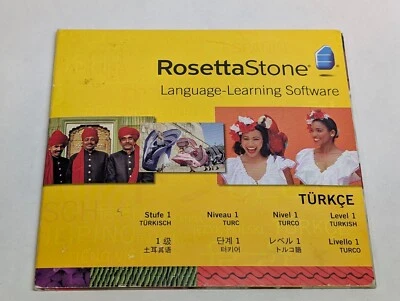 RosettaStone®
Language-Learning Software
TÜRKÇE
Stufe 1 Niveau 1 Nivel 1 Level 1
TÜRKISCH TURC TURCO TURKISH
1 级 단계 1 レベル 1 Livello 1
土耳其语 터키어 トルコ語 TURCO